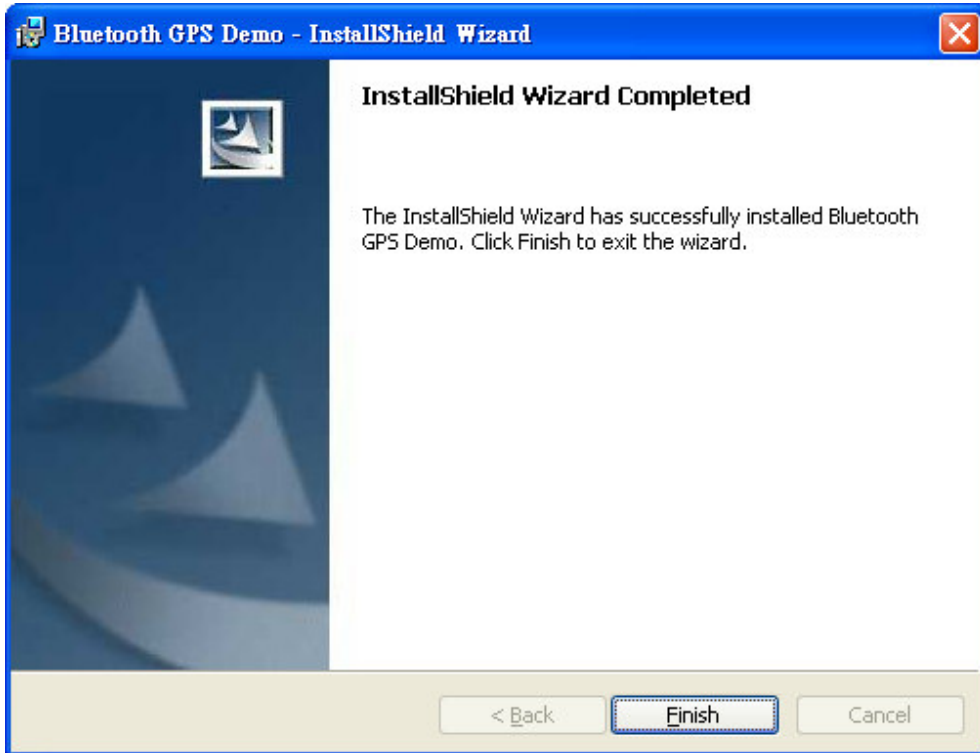 Bluetooth GPS Demo - InstallShield Wizard
InstallShield Wizard Completed
The InstallShield Wizard has successfully installed Bluetooth
GPS Demo. Click Finish to exit the wizard.
< Back
Finish
Cancel